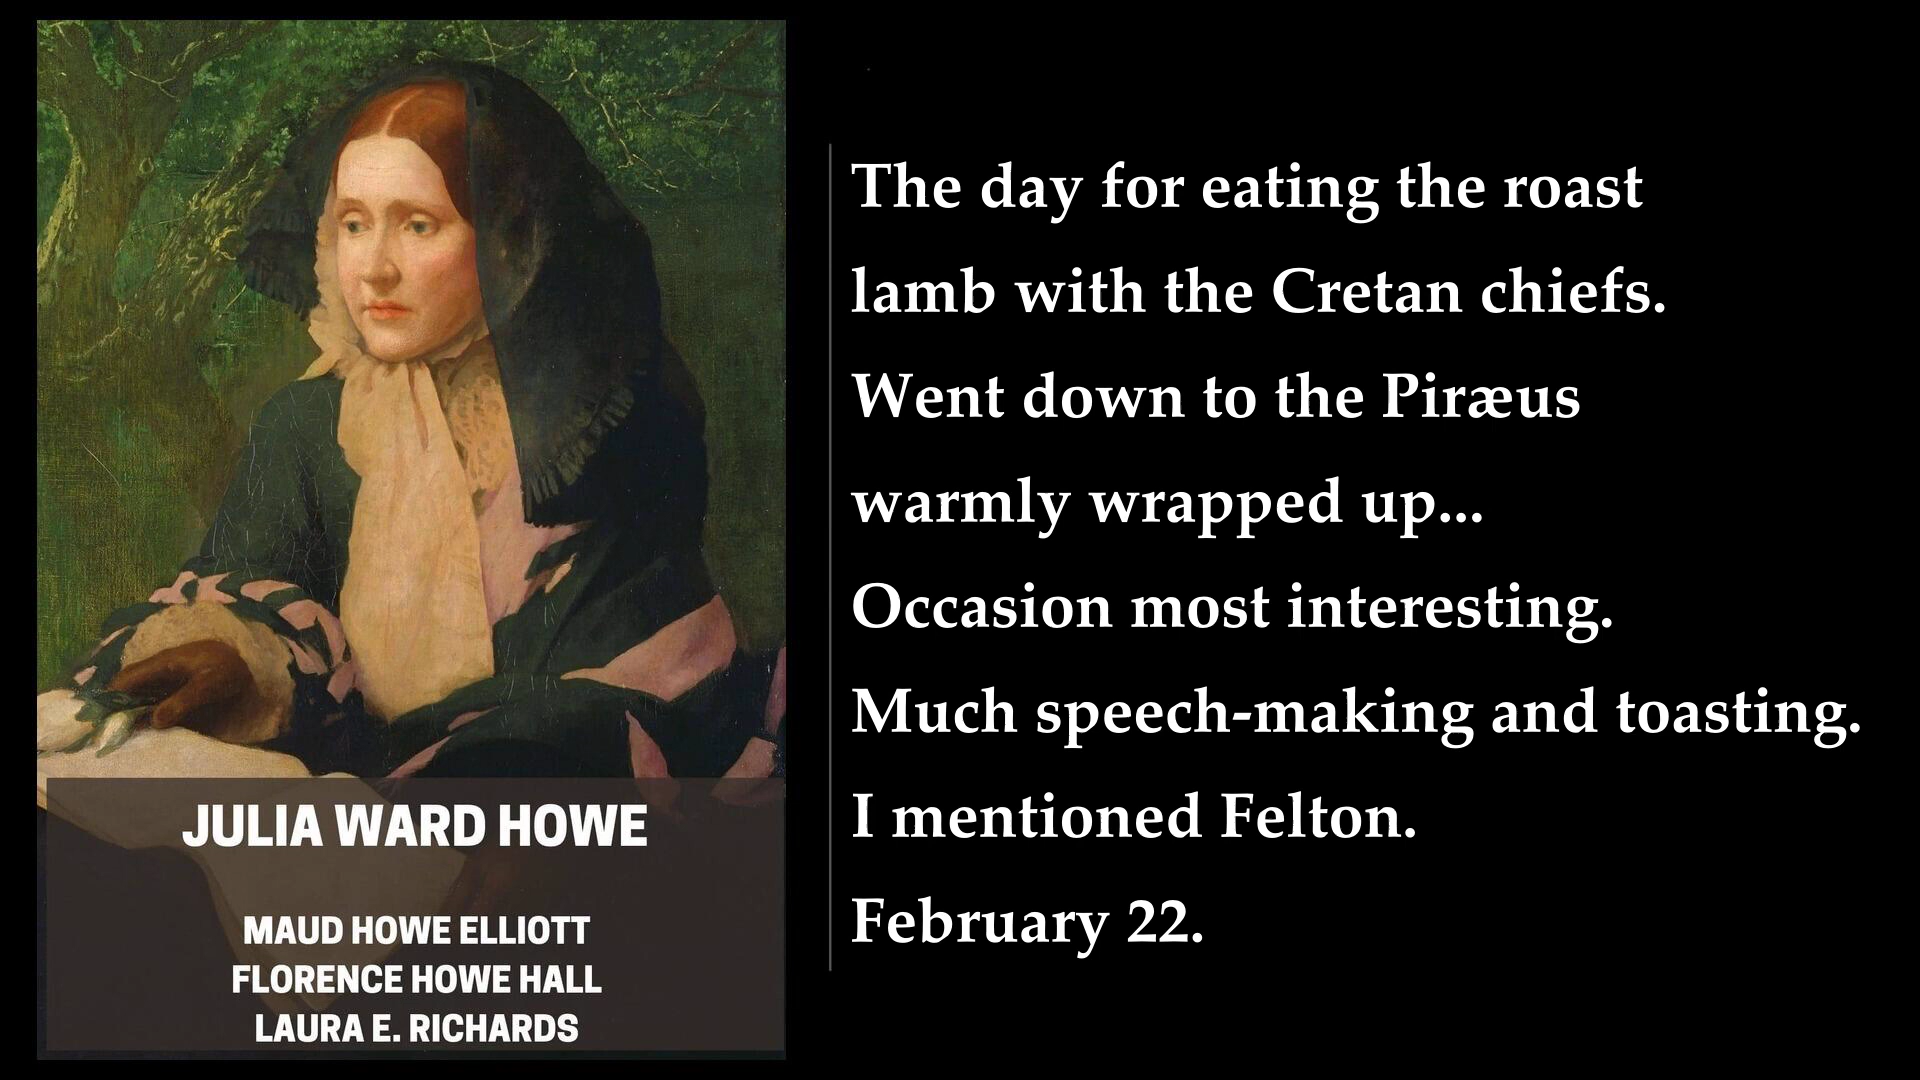 JULIA WARD HOWE
MAUD HOWE ELLIOTT
FLORENCE HOWE HALL
LAURA E. RICHARDS
The day for eating the roast
lamb with the Cretan chiefs.
Went down to the Piræus
warmly wrapped up...
Occasion most interesting.
Much speech-making and toasting.
I mentioned Felton.
February 22.